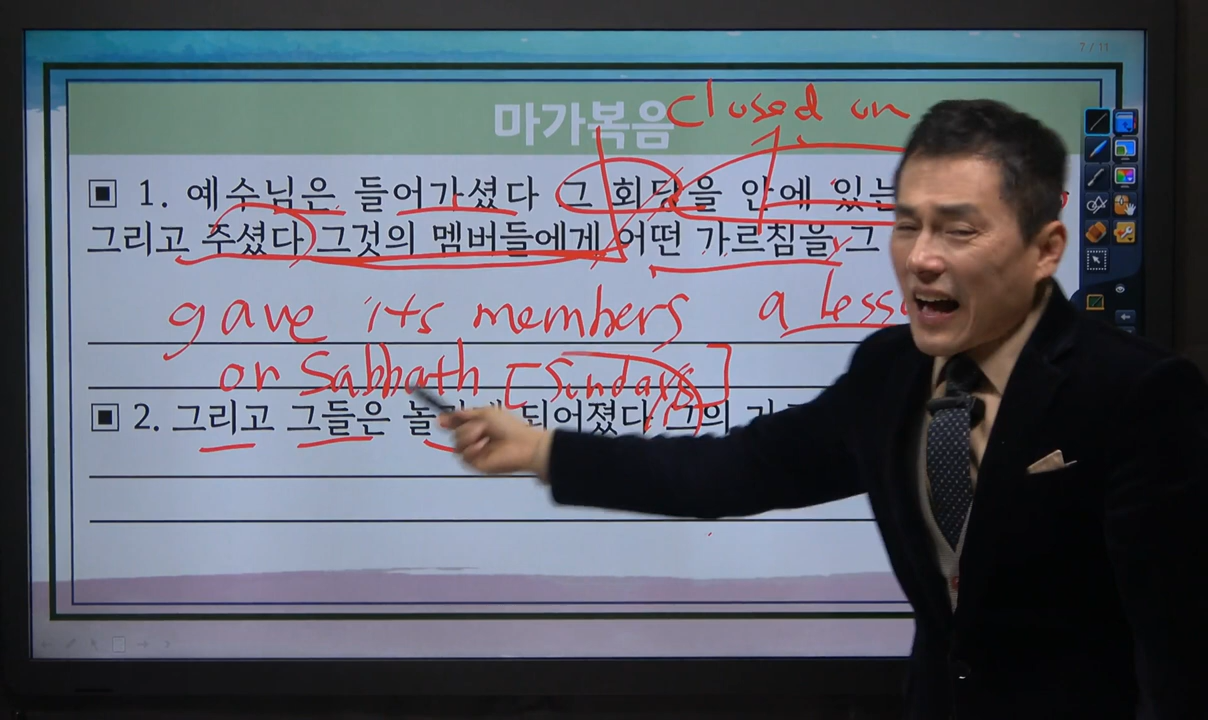 7 / 11
마가복음 closed on
▣ 1. 예수님은 들어가셨다 그 회당을 안에 있는
그리고 주셨다 그것의 멤버들에게 어떤 가르침을 그
gave its members a less
on Sabbath [Sundays]
▣ 2. 그리고 그들은 되어졌다 그의